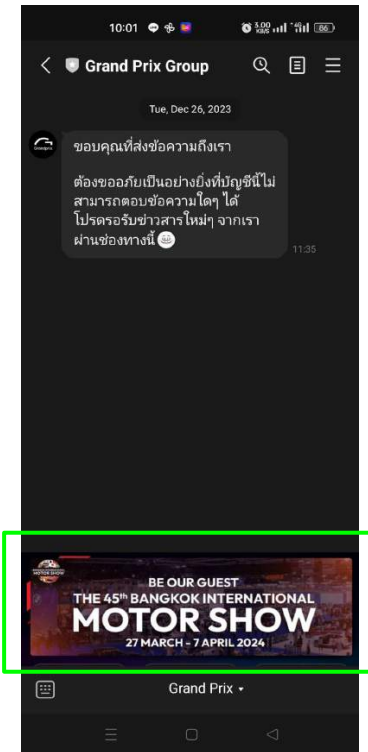 10:01
3.00
KB/S
86
Grand Prix Group
Tue, Dec 26, 2023
ขอบคุณที่ส่งข้อความถึงเรา
ต้องขออภัยเป็นอย่างยิ่งที่บัญชีนี้ไม่
สามารถตอบข้อความใดๆ ได้
โปรดรอรับข่าวสารใหม่ๆ จากเรา
ผ่านช่องทางนี้
11:35
BE OUR GUEST
THE 45th BANGKOK INTERNATIONAL
MOTOR SHOW
27 MARCH - 7 APRIL 2024
Grand Prix